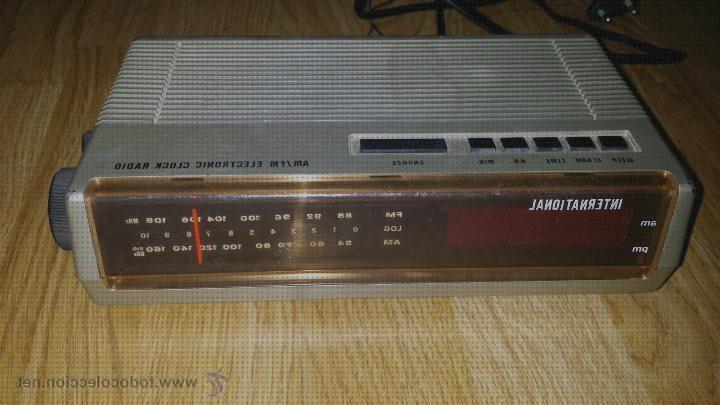 SLEEP ALARM TIME HR MIN SNOOZE
AM/FM ELECTRONIC CLOCK RADIO
INTERNATIONAL
am
pm
FM 88 92 96 100 104 106 108 MHz
LOG 0 1 2 3 4 5 6 7 8 9 10
AM 54 60 70 80 100 120 140 160 x10 kHz
www.todocoleccion.net